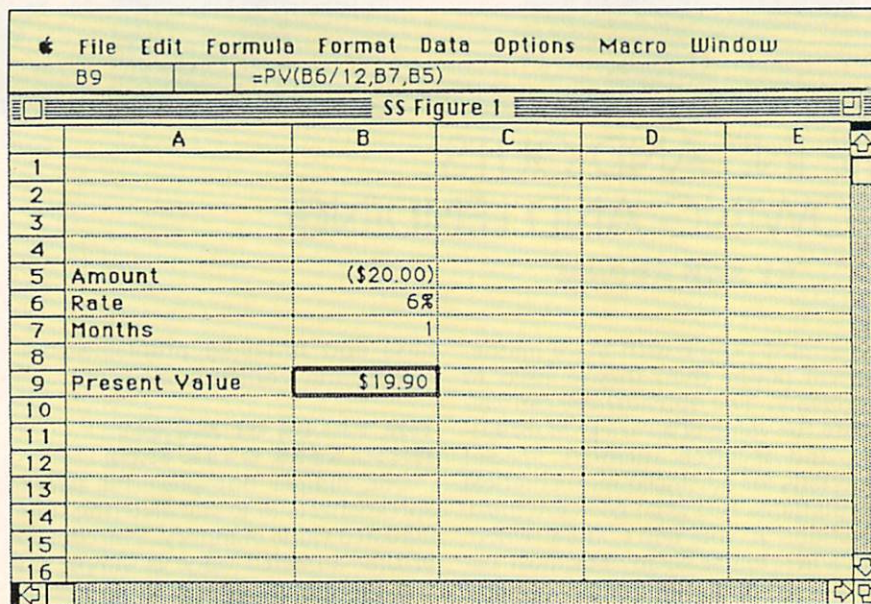 File Edit Formula Format Data Options Macro Window
B9 =PV(B6/12,B7,B5)
SS Figure 1
A B C D E
1
2
3
4
5 Amount ($20.00)
6 Rate 6%
7 Months 1
8
9 Present Value $19.90
10
11
12
13
14
15
16